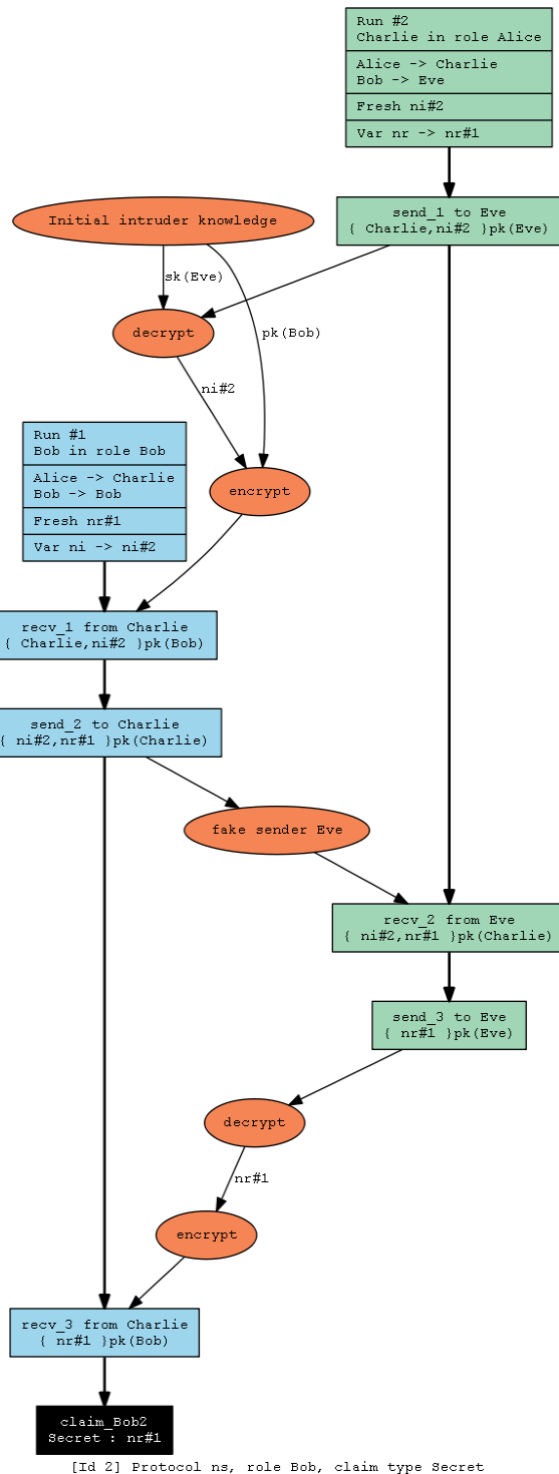 Run #2
Charlie in role Alice
Alice -> Charlie
Bob -> Eve
Fresh ni#2
Var nr -> nr#1
Initial intruder knowledge
send_1 to Eve
{ Charlie,ni#2 }pk(Eve)
sk(Eve)
decrypt
pk(Bob)
ni#2
Run #1
Bob in role Bob
Alice -> Charlie
Bob -> Bob
Fresh nr#1
Var ni -> ni#2
encrypt
recv_1 from Charlie
{ Charlie,ni#2 }pk(Bob)
send_2 to Charlie
{ ni#2,nr#1 }pk(Charlie)
fake sender Eve
recv_2 from Eve
{ ni#2,nr#1 }pk(Charlie)
send_3 to Eve
{ nr#1 }pk(Eve)
decrypt
nr#1
encrypt
recv_3 from Charlie
{ nr#1 }pk(Bob)
claim_Bob2
Secret : nr#1
[Id 2] Protocol ns, role Bob, claim type Secret